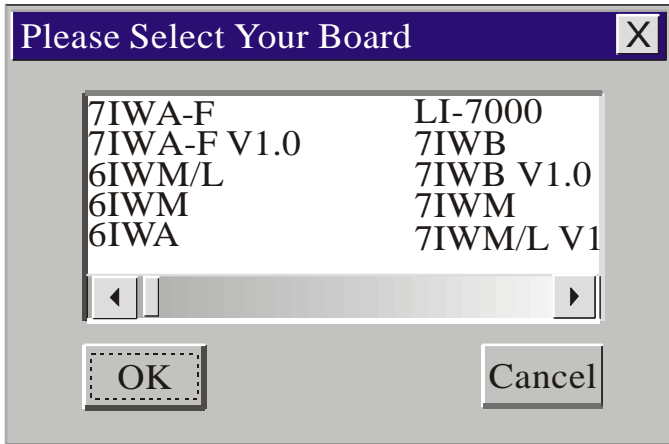 Please Select Your Board X
7IWA-F
7IWA-F V1.0
6IWM/L
6IWM
6IWA
LI-7000
7IWB
7IWB V1.0
7IWM
7IWM/L V1
OK
Cancel